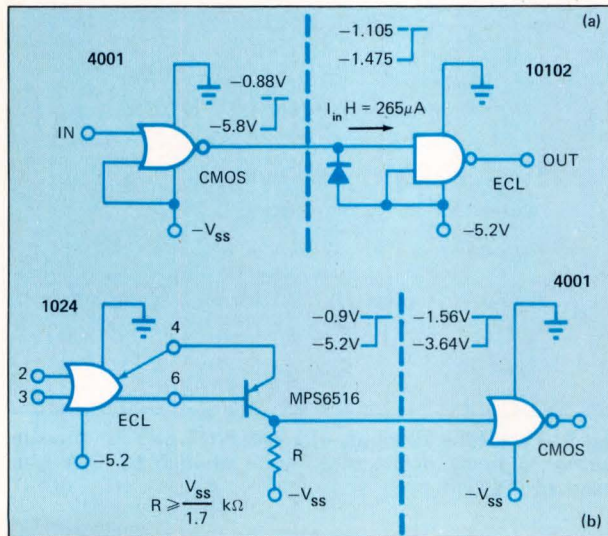 (a)
4001
−0.88V
−5.8V
−1.105
−1.475
10102
IN
CMOS
I_in H = 265μA
ECL
OUT
−V_SS
−5.2V
1024
4
2
3
6
ECL
−5.2
MPS6516
−0.9V
−5.2V
−1.56V
−3.64V
4001
R
CMOS
R ⩾ V_SS / 1.7 kΩ
−V_SS
−V_SS
(b)